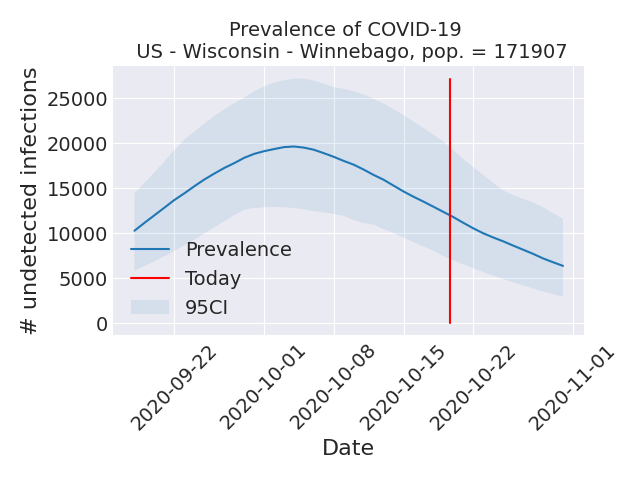 Prevalence of COVID-19
US - Wisconsin - Winnebago, pop. = 171907
# undetected infections
25000
20000
15000
10000
5000
0
Prevalence
Today
95CI
2020-09-22
2020-10-01
2020-10-08
2020-10-15
2020-10-22
2020-11-01
Date